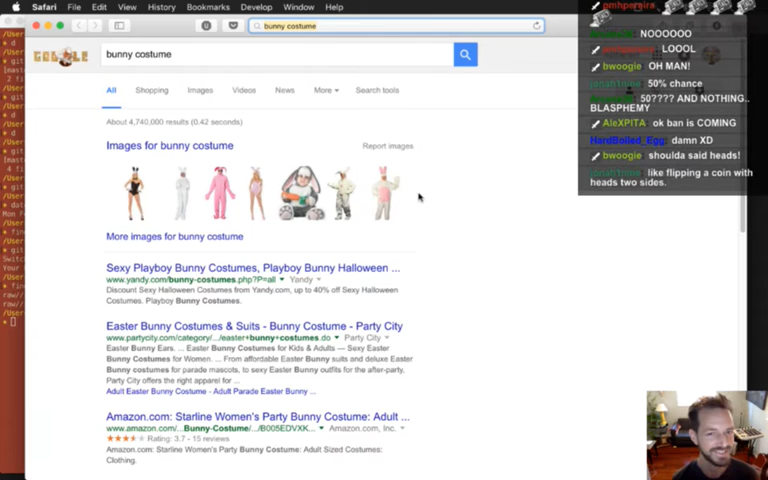 Safari File Edit View History Bookmarks Develop Window Help
bunny costume
bunny costume
All Shopping Images Videos News More Search tools
About 4,740,000 results (0.42 seconds)
Images for bunny costume Report images
More images for bunny costume
Sexy Playboy Bunny Costumes, Playboy Bunny Halloween ...
www.yandy.com/bunny-costumes.php?P=all Yandy
Discount Sexy Halloween Costumes from Yandy.com, up to 40% off Sexy Halloween
Costumes. Playboy Bunny Costumes.
Easter Bunny Costumes & Suits - Bunny Costume - Party City
www.partycity.com/category/.../easter+bunny+costumes.do Party City
Easter Bunny Ears. ... Easter Bunny Costumes for Kids & Adults — Sexy Easter
Bunny Costumes for Women. ... From affordable Easter Bunny suits and deluxe Easter
Bunny costumes for parade mascots, to sexy Easter Bunny outfits for the after-party,
Party City offers the right apparel for ...
Adult Easter Bunny Costume - Adult Parade Easter Bunny ...
Amazon.com: Starline Women's Party Bunny Costume: Adult ...
www.amazon.com/...Bunny-Costume/.../B005EDVXK... Amazon.com, Inc.
Rating: 3.7 - 15 reviews
Amazon.com: Starline Women's Party Bunny Costume: Adult Sized Costumes:
Clothing.
omhpereira
NOOOOOO
LOOOL
bwoogie OH MAN!
50% chance
50???? AND NOTHING..
BLASPHEMY
AleXPITA ok ban is COMING
HardBoiled_Egg: damn XD
bwoogie shoulda said heads!
like flipping a coin with
heads two sides.